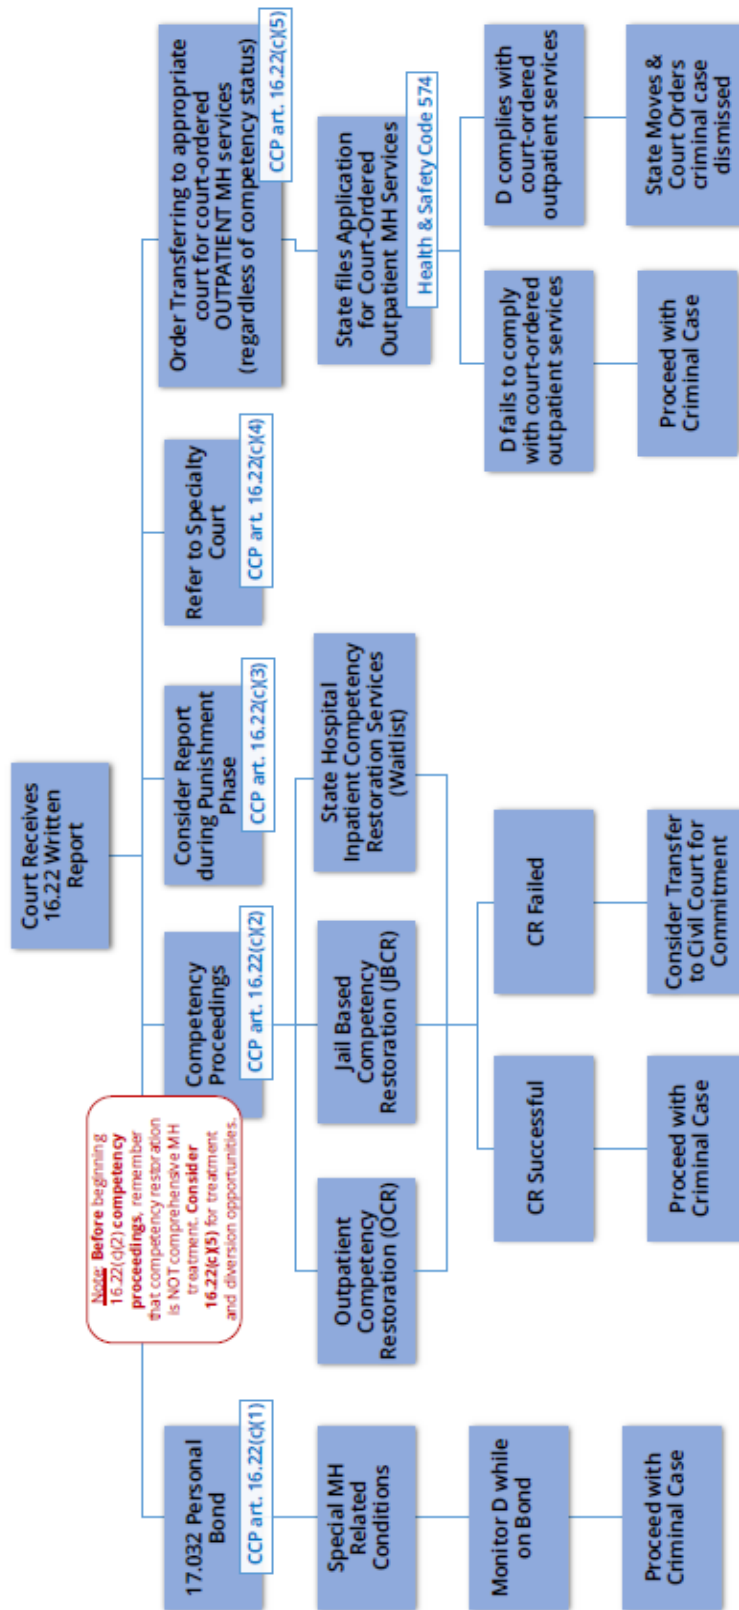 Court Receives
16.22 Written
Report
17.032 Personal
Bond
CCP art. 16.22(c)(1)
Special MH
Related
Conditions
Monitor D while
on Bond
Proceed with
Criminal Case
Note: Before beginning
16.22(c)(2) competency
proceedings, remember
that competency restoration
is NOT comprehensive MH
treatment. Consider
16.22(c)(5) for treatment
and diversion opportunities.
Competency
Proceedings
CCP art. 16.22(c)(2)
Outpatient
Competency
Restoration (OCR)
Jail Based
Competency
Restoration (JBCR)
State Hospital
Inpatient Competency
Restoration Services
(Waitlist)
CR Successful
CR Failed
Proceed with
Criminal Case
Consider Transfer
to Civil Court for
Commitment
Consider Report
during Punishment
Phase
CCP art. 16.22(c)(3)
Refer to Specialty
Court
CCP art. 16.22(c)(4)
Order Transferring to appropriate
court for court-ordered
OUTPATIENT MH services
(regardless of competency status)
CCP art. 16.22(c)(5)
State files Application
for Court-Ordered
Outpatient MH Services
Health & Safety Code 574
D fails to comply
with court-ordered
outpatient services
D complies with
court-ordered
outpatient services
Proceed with
Criminal Case
State Moves &
Court Orders
criminal case
dismissed